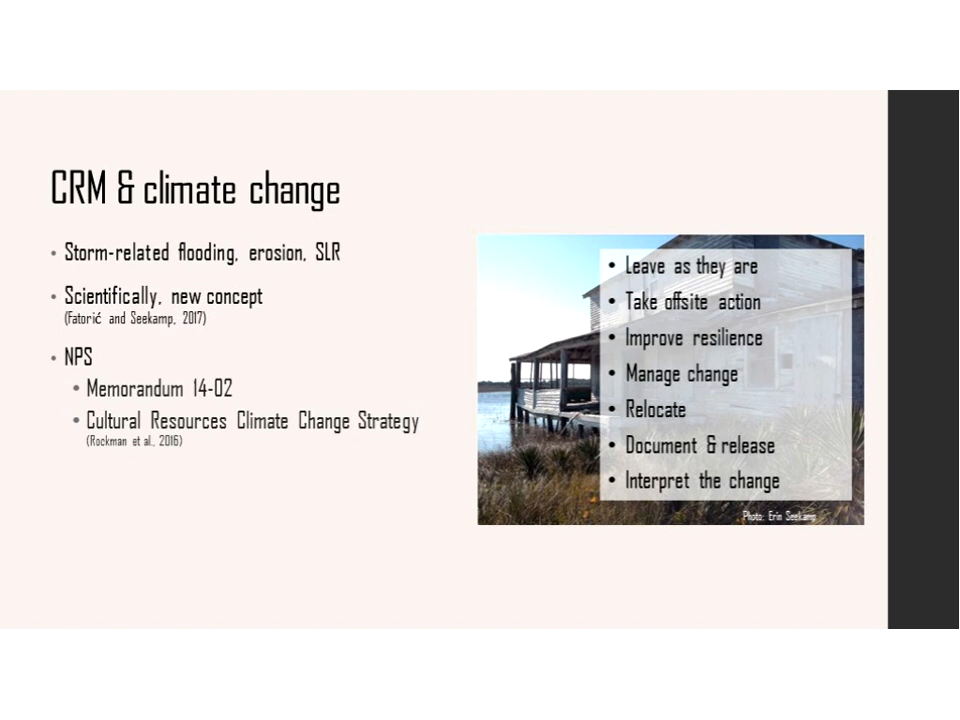 CRM & climate change
• Storm-related flooding, erosion, SLR
• Scientifically, new concept
(Fatorić and Seekamp, 2017)
• NPS
• Memorandum 14-02
• Cultural Resources Climate Change Strategy
(Rockman et al., 2016)
• Leave as they are
• Take offsite action
• Improve resilience
• Manage change
• Relocate
• Document & release
• Interpret the change
Photo: Erin Seekamp